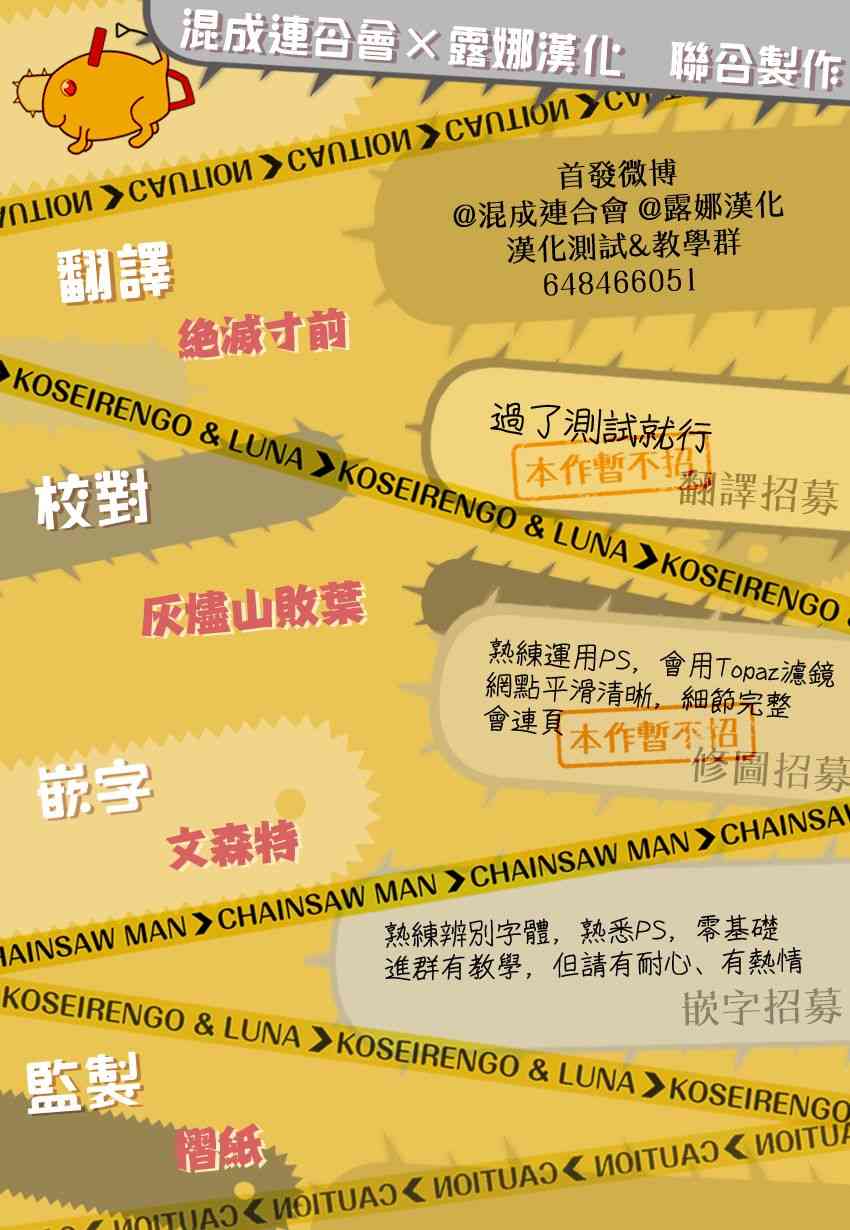 混成連合會×露娜漢化 聯合製作
CAUTION CAUTION CAUTION CAUTION CAU
首發微博
@混成連合會 @露娜漢化
漢化測試&教學群
648466051
翻譯
絶滅寸前
KOSEIRENGO & LUNA KOSEIRENGO & LUNA KOSEIRENGO &
過了測試就行
本作暫不招
翻譯招募
校對
灰燼山敗葉
熟練運用PS，會用Topaz濾鏡
網點平滑清晰，細節完整
會連頁
本作暫不招
修圖招募
嵌字
文森特
HAINSAW MAN CHAINSAW MAN CHAINSAW MAN CHAINSAW
熟練辨別字體，熟悉PS，零基礎
進群有教學，但請有耐心、有熱情
嵌字招募
KOSEIRENGO & LUNA KOSEIRENGO & LUNA KOSEIRENGO
監製
摺紙
CAUTION CAUTION CAUTION CAUTION CAUTION